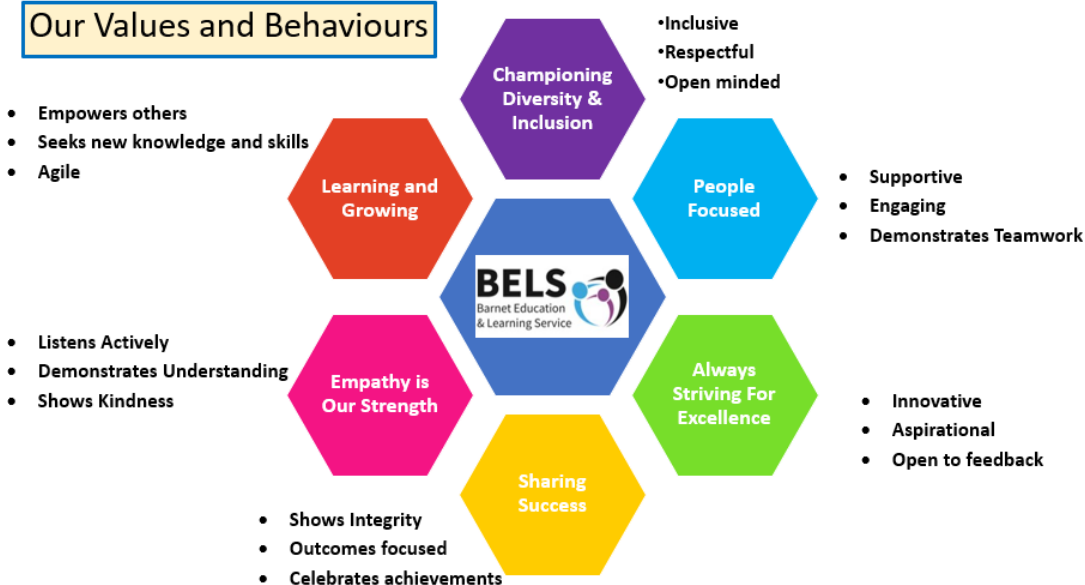 Our Values and Behaviours
Championing
Diversity &
Inclusion
•Inclusive
•Respectful
•Open minded
People
Focused
• Supportive
• Engaging
• Demonstrates Teamwork
Always
Striving For
Excellence
• Innovative
• Aspirational
• Open to feedback
Sharing
Success
• Shows Integrity
• Outcomes focused
• Celebrates achievements
Empathy is
Our Strength
• Listens Actively
• Demonstrates Understanding
• Shows Kindness
Learning and
Growing
• Empowers others
• Seeks new knowledge and skills
• Agile
BELS
Barnet Education
& Learning Service